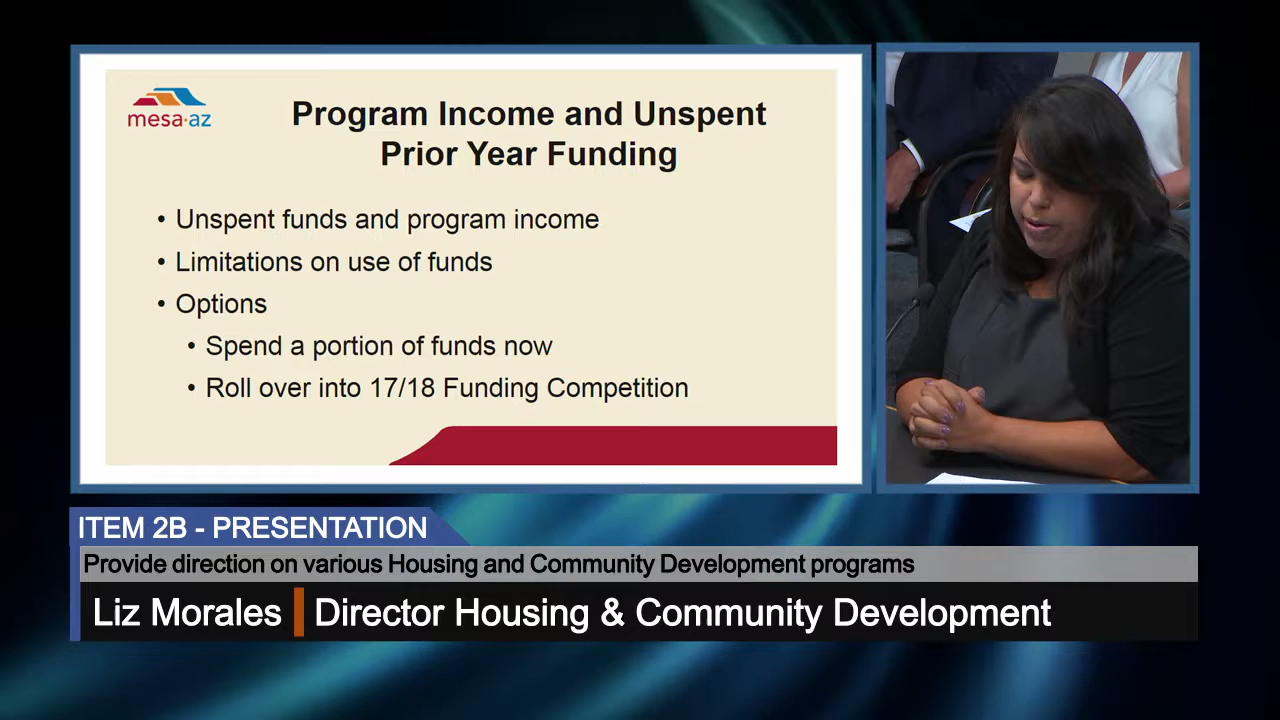 mesa·az
Program Income and Unspent
Prior Year Funding
• Unspent funds and program income
• Limitations on use of funds
• Options
• Spend a portion of funds now
• Roll over into 17/18 Funding Competition
ITEM 2B - PRESENTATION
Provide direction on various Housing and Community Development programs
Liz Morales
Director Housing & Community Development